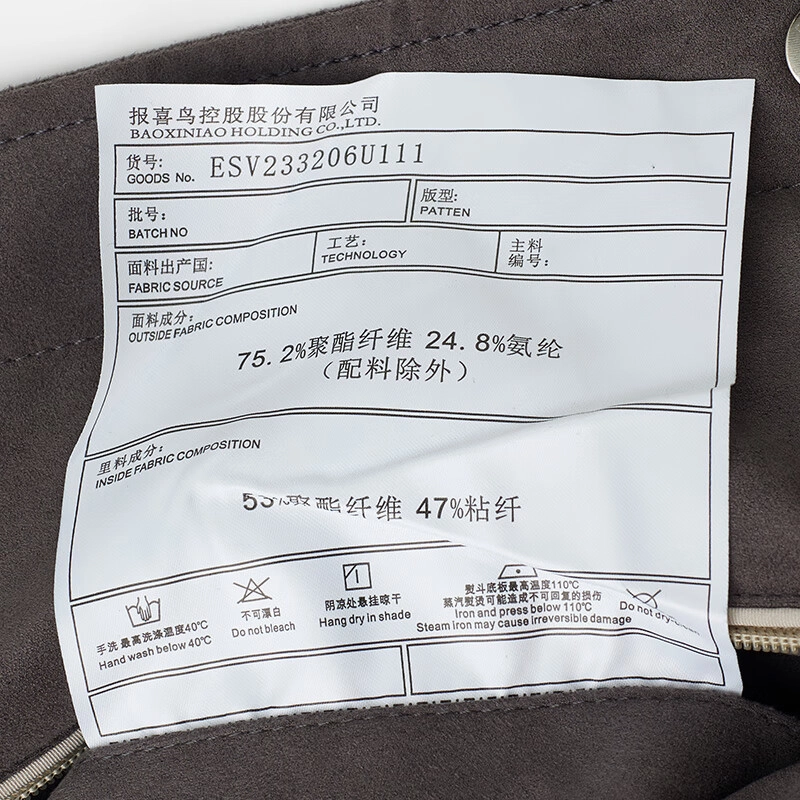 报喜鸟控股股份有限公司
BAOXINIAO HOLDING CO.,LTD.
货号:
GOODS No. ESV233206U111
批号:
BATCH NO
版型:
PATTEN
面料出产国:
FABRIC SOURCE
工艺:
TECHNOLOGY
主料
编号:
面料成分:
OUTSIDE FABRIC COMPOSITION
75.2%聚酯纤维 24.8%氨纶
(配料除外)
里料成分:
INSIDE FABRIC COMPOSITION
53%聚酯纤维 47%粘纤
手洗 最高洗涤温度40℃
Hand wash below 40℃
不可漂白
Do not bleach
阴凉处悬挂晾干
Hang dry in shade
熨斗底板最高温度110℃
蒸汽熨烫可能造成不可回复的损伤
Iron and press below 110℃
Steam iron may cause irreversible damage
Do not dry-clean